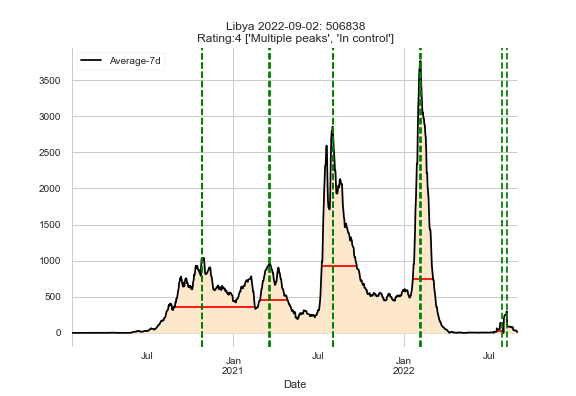 Libya 2022-09-02: 506838
Rating:4 ['Multiple peaks', 'In control']
Average-7d
3500
3000
2500
2000
1500
1000
500
0
Jul
Jan
2021
Jul
Jan
2022
Jul
Date